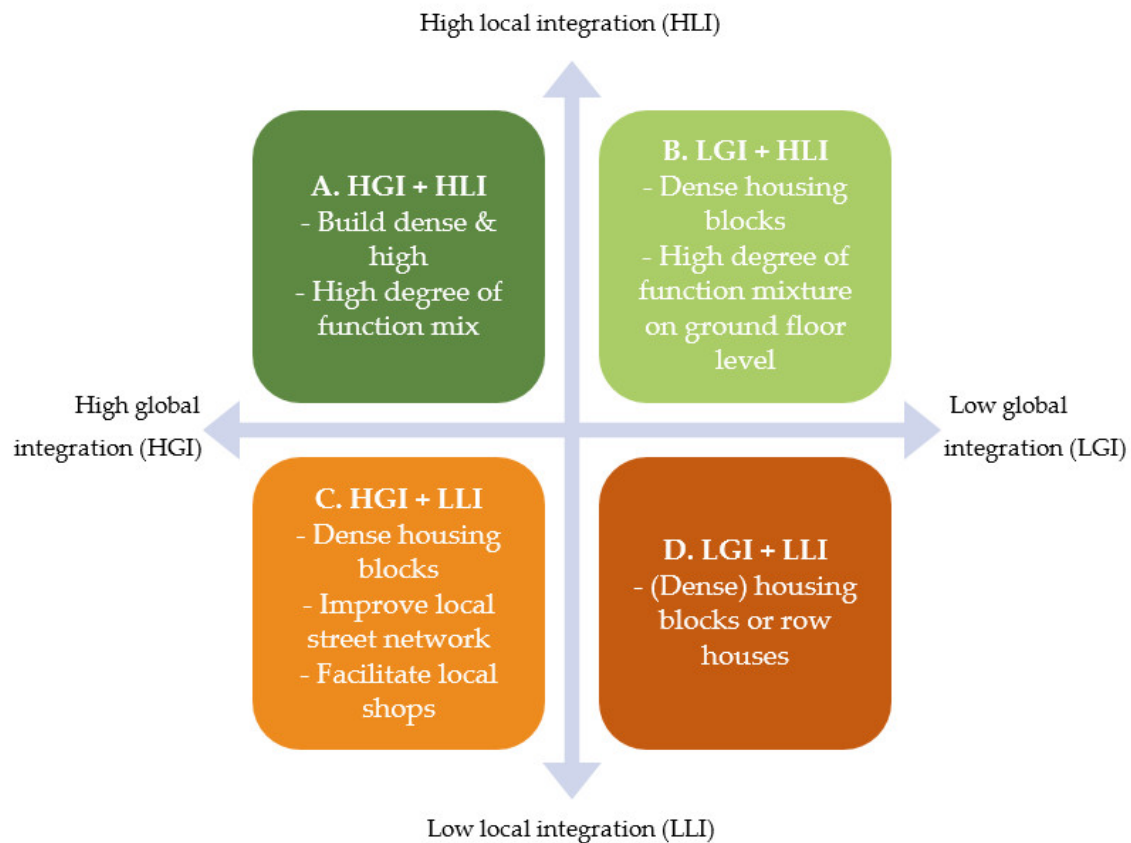 High local integration (HLI)
A. HGI + HLI
- Build dense &
high
- High degree of
function mix
B. LGI + HLI
- Dense housing
blocks
- High degree of
function mixture
on ground floor
level
High global
integration (HGI)
Low global
integration (LGI)
C. HGI + LLI
- Dense housing
blocks
- Improve local
street network
- Facilitate local
shops
D. LGI + LLI
- (Dense) housing
blocks or row
houses
Low local integration (LLI)